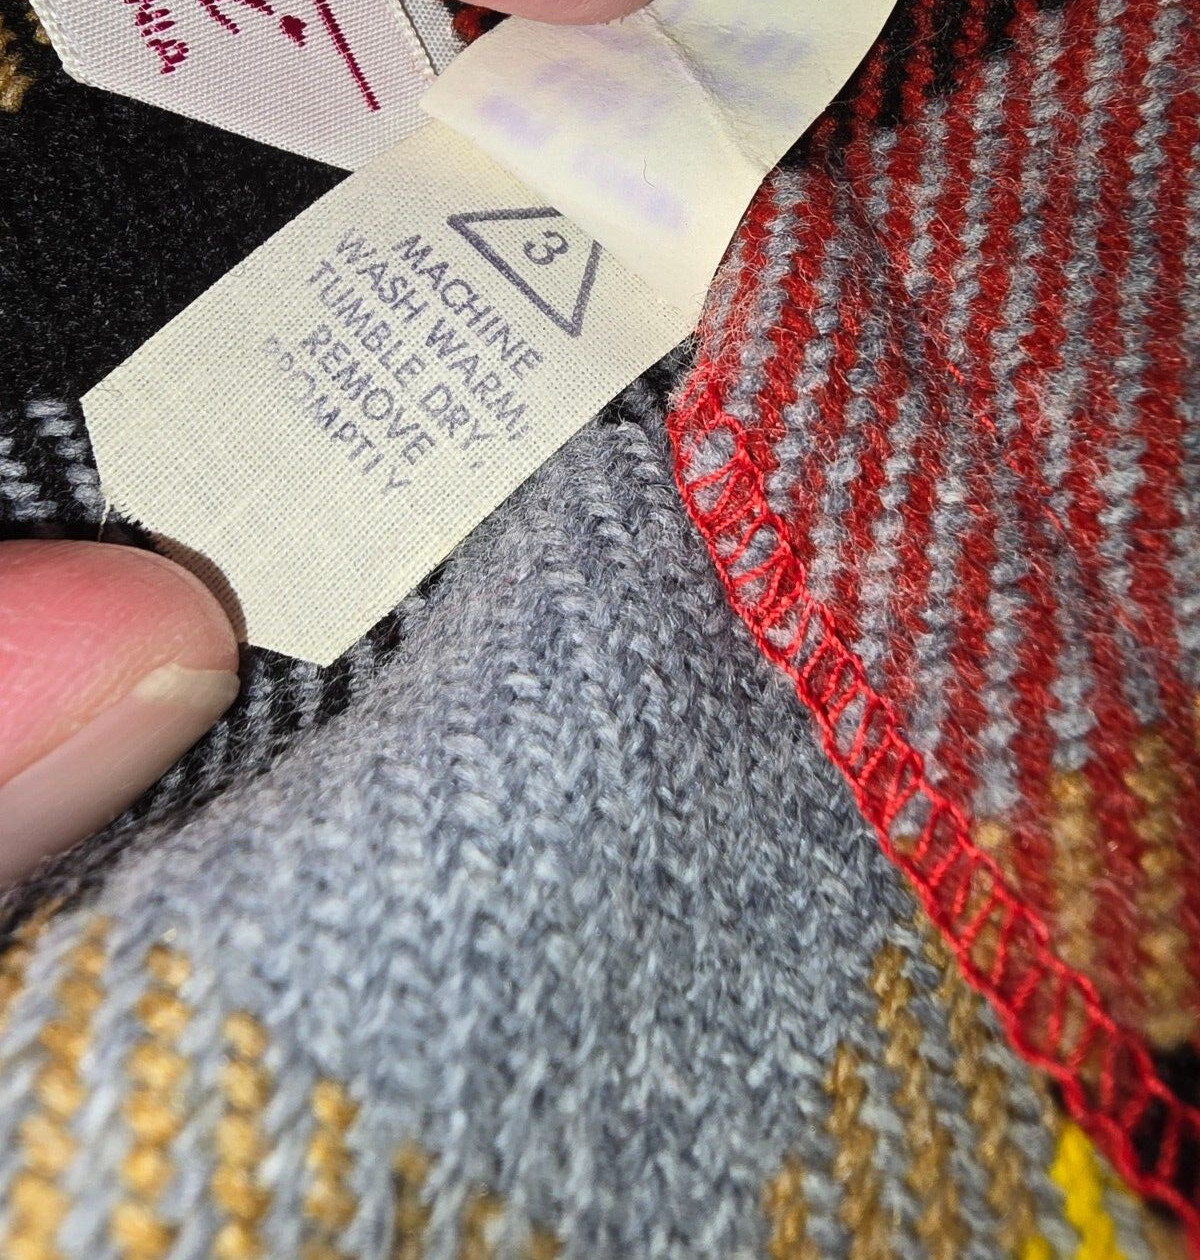 3
MACHINE
WASH WARM,
TUMBLE DRY,
REMOVE
PROMPTLY